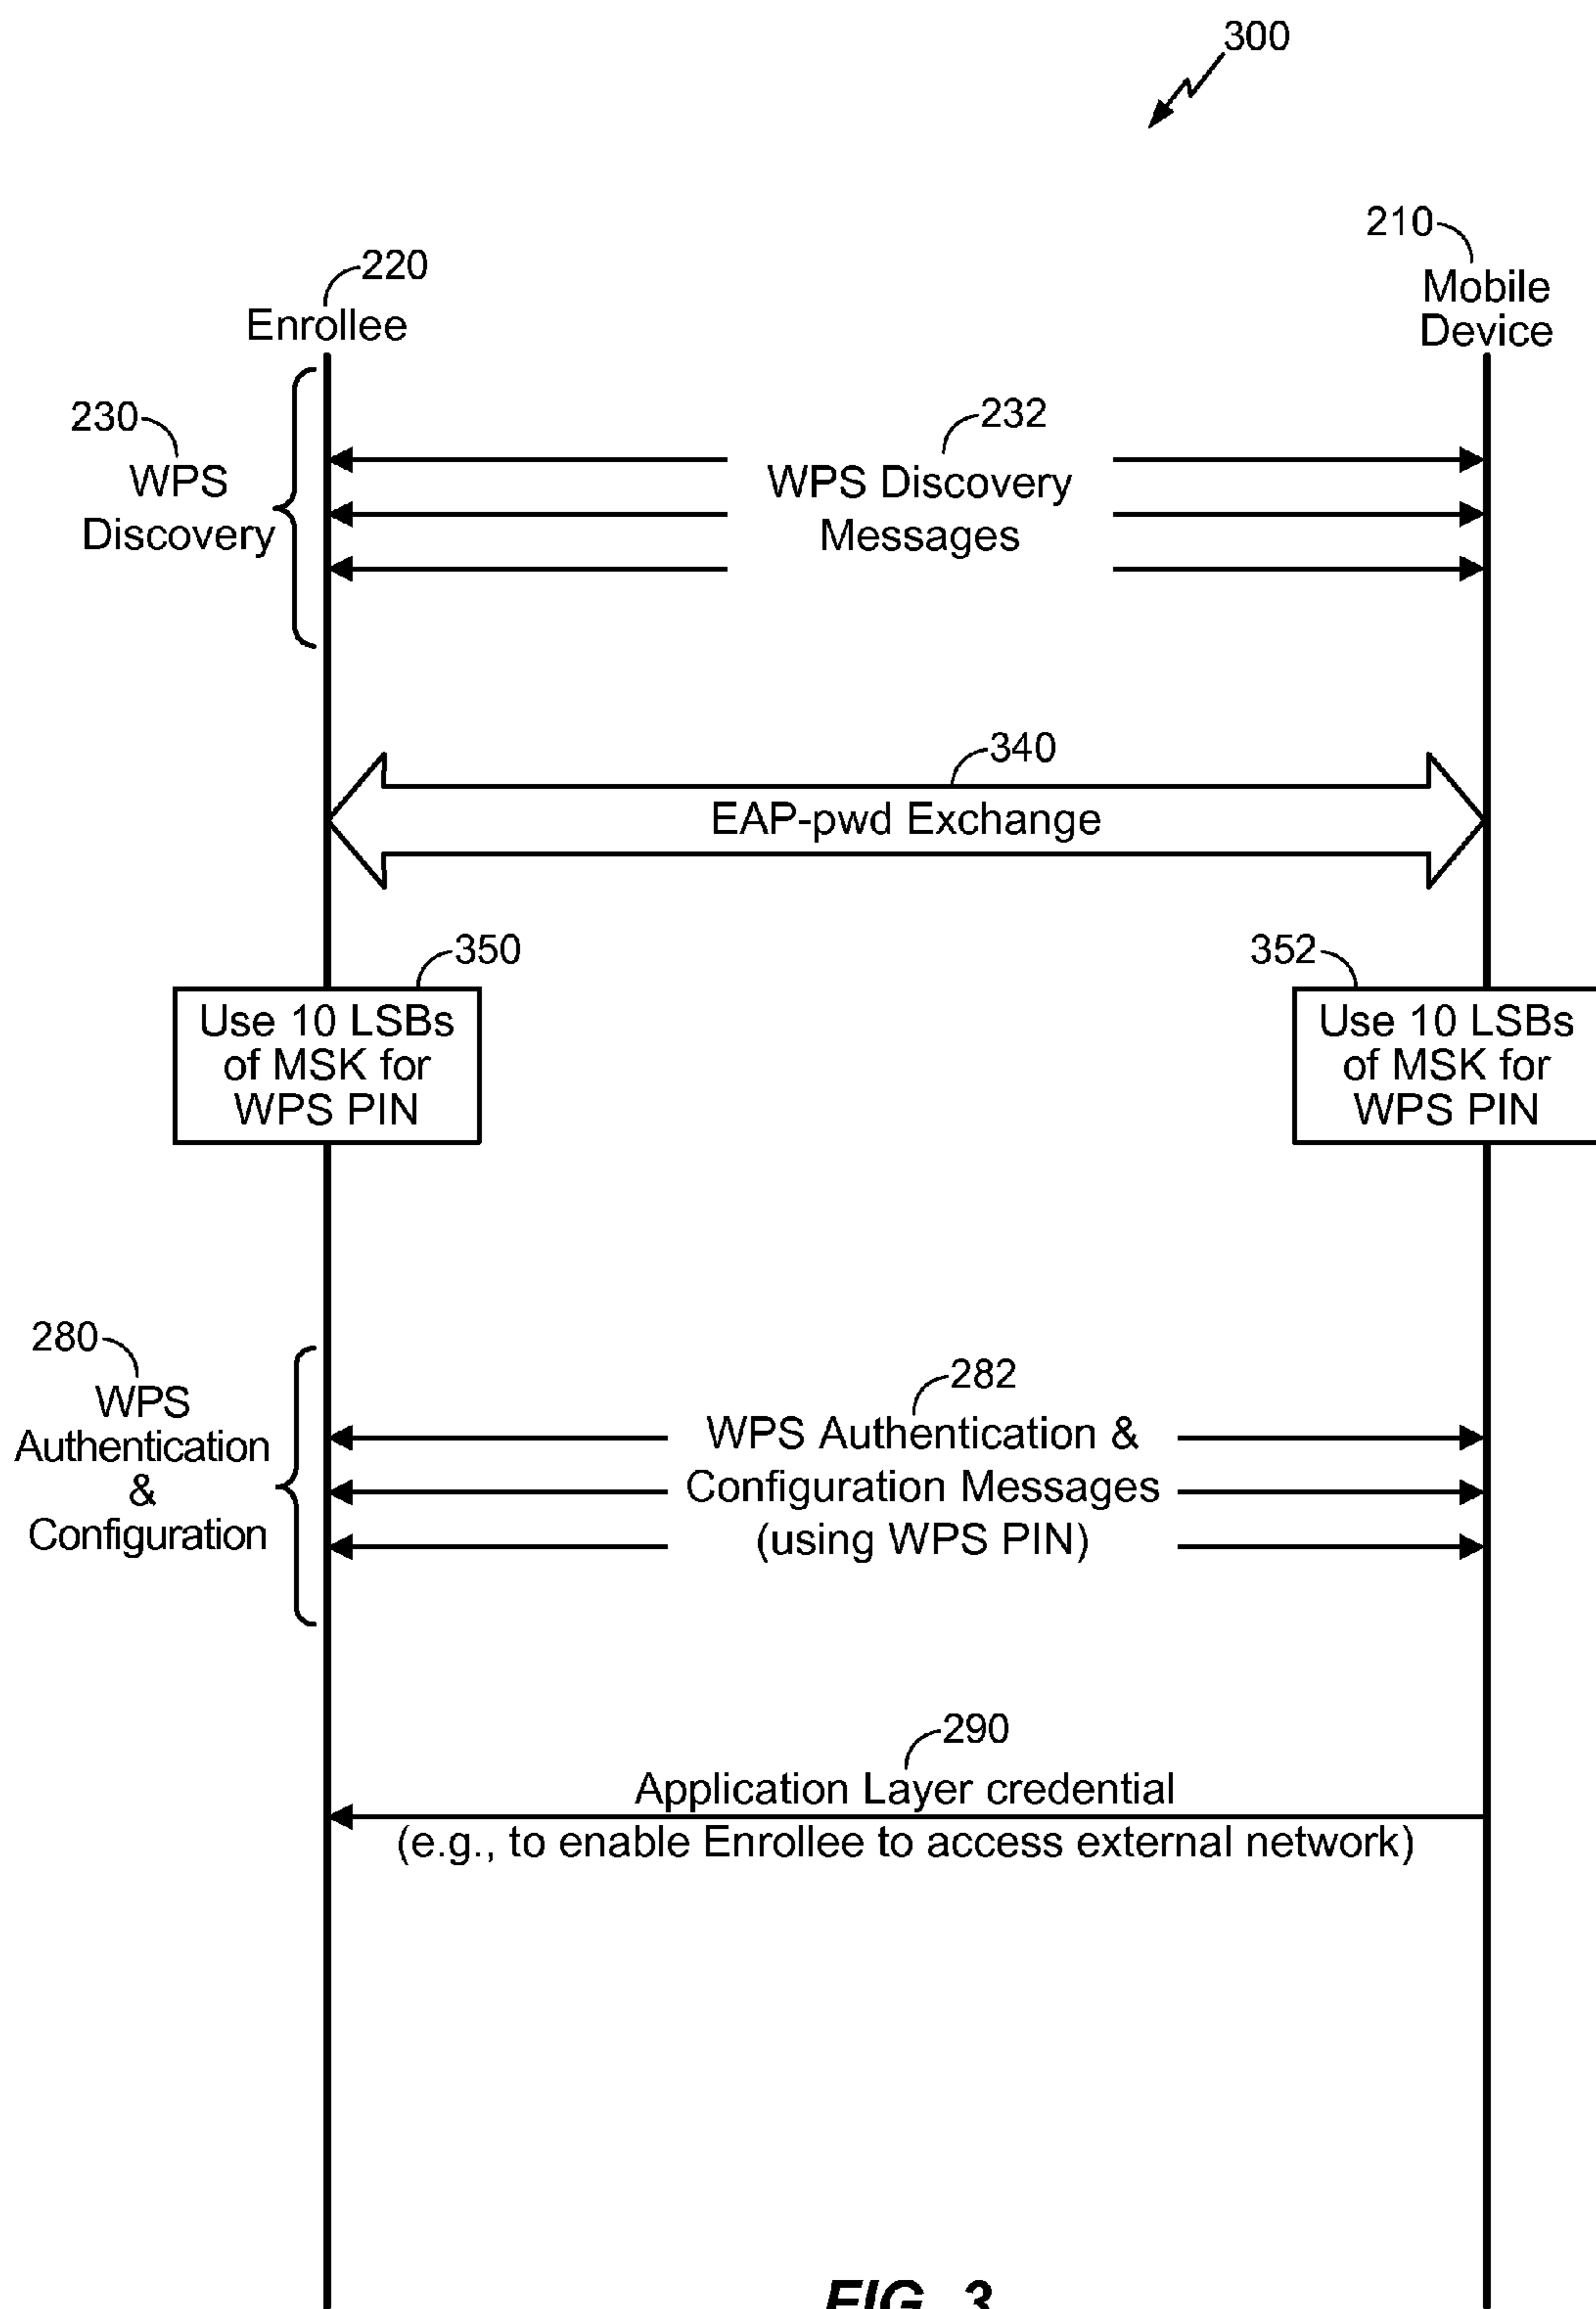 300
210
Mobile
Device
220
Enrollee
230
WPS
Discovery
232
WPS Discovery
Messages
340
EAP-pwd Exchange
350
Use 10 LSBs
of MSK for
WPS PIN
352
Use 10 LSBs
of MSK for
WPS PIN
280
WPS
Authentication
&
Configuration
282
WPS Authentication &
Configuration Messages
(using WPS PIN)
290
Application Layer credential
(e.g., to enable Enrollee to access external network)
FIG. 3